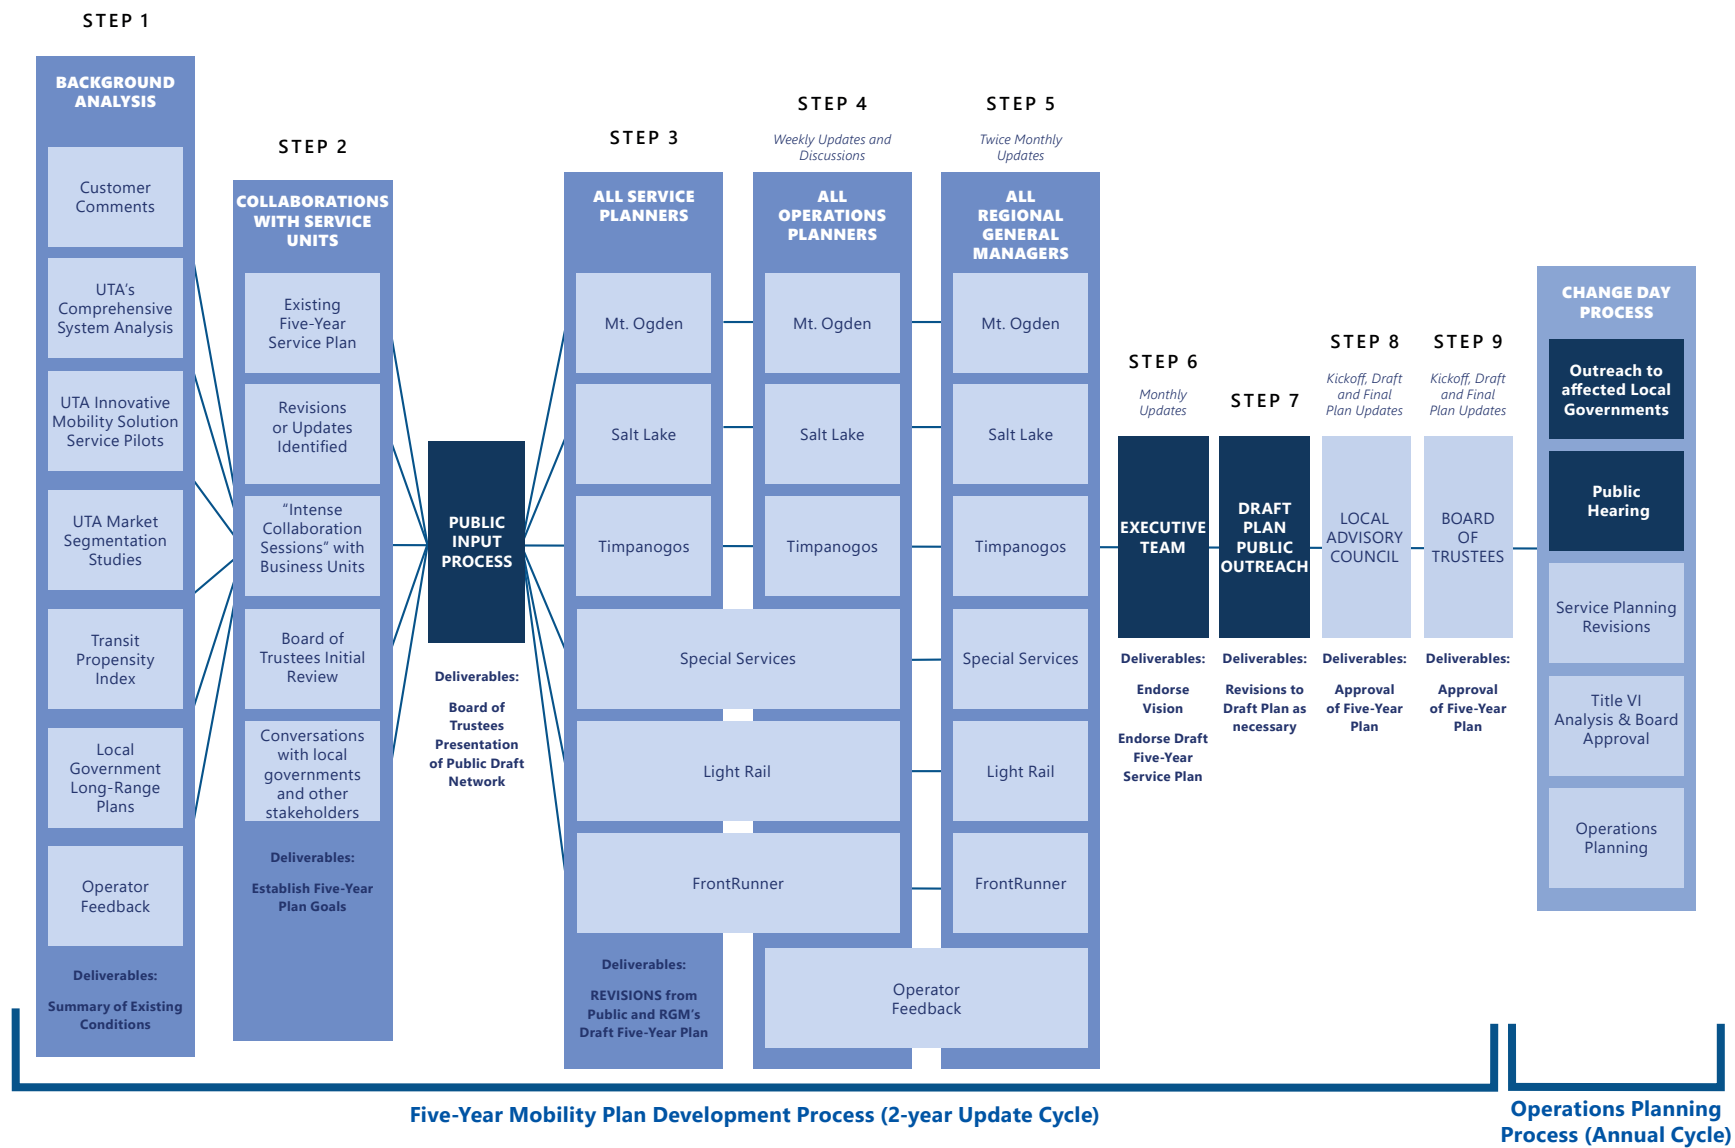 STEP 1
BACKGROUND
ANALYSIS
Customer
Comments
UTA's
Comprehensive
System Analysis
UTA Innovative
Mobility Solution
Service Pilots
UTA Market
Segmentation
Studies
Transit
Propensity
Index
Local
Government
Long-Range
Plans
Operator
Feedback
Deliverables:
Summary of Existing
Conditions
STEP 2
COLLABORATIONS
WITH SERVICE
UNITS
Existing
Five-Year
Service Plan
Revisions
or Updates
Identified
“Intense
Collaboration
Sessions” with
Business Units
Board of
Trustees Initial
Review
Conversations
with local
governments
and other
stakeholders
Deliverables:
Establish Five-Year
Plan Goals
PUBLIC
INPUT
PROCESS
Deliverables:
Board of
Trustees
Presentation
of Public Draft
Network
STEP 3
ALL SERVICE
PLANNERS
Mt. Ogden
Salt Lake
Timpanogos
Special Services
Light Rail
FrontRunner
Deliverables:
REVISIONS from
Public and RGM's
Draft Five-Year Plan
STEP 4
Weekly Updates and
Discussions
ALL
OPERATIONS
PLANNERS
Mt. Ogden
Salt Lake
Timpanogos
STEP 5
Twice Monthly
Updates
ALL
REGIONAL
GENERAL
MANAGERS
Mt. Ogden
Salt Lake
Timpanogos
Special Services
Light Rail
FrontRunner
Operator
Feedback
STEP 6
Monthly
Updates
EXECUTIVE
TEAM
Deliverables:
Endorse
Vision
Endorse Draft
Five-Year
Service Plan
STEP 7
DRAFT
PLAN
PUBLIC
OUTREACH
Deliverables:
Revisions to
Draft Plan as
necessary
STEP 8
Kickoff, Draft
and Final
Plan Updates
LOCAL
ADVISORY
COUNCIL
Deliverables:
Approval
of Five-Year
Plan
STEP 9
Kickoff, Draft
and Final
Plan Updates
BOARD
OF
TRUSTEES
Deliverables:
Approval
of Five-Year
Plan
CHANGE DAY
PROCESS
Outreach to
affected Local
Governments
Public
Hearing
Service Planning
Revisions
Title VI
Analysis & Board
Approval
Operations
Planning
Five-Year Mobility Plan Development Process (2-year Update Cycle)
Operations Planning
Process (Annual Cycle)